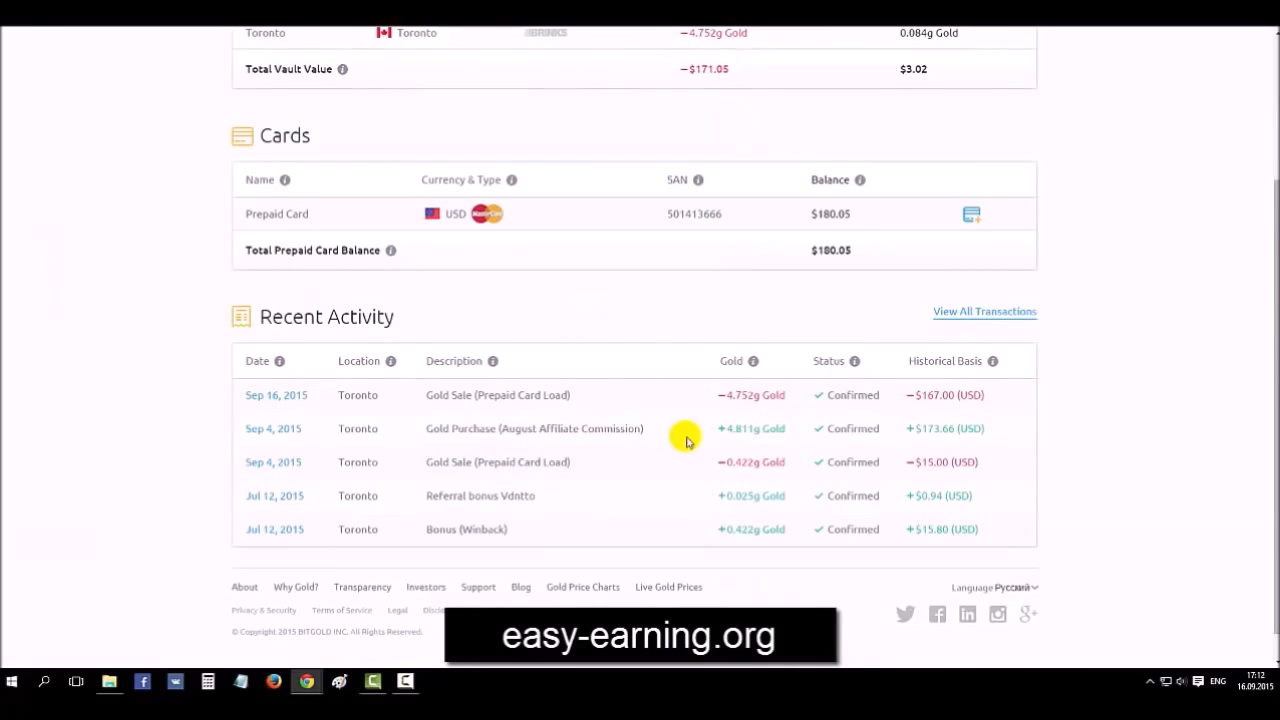 Toronto Toronto BRINKS −4.752g Gold 0.084g Gold
Total Vault Value −$171.05 $3.02
Cards
Name Currency & Type SAN Balance
Prepaid Card USD MasterCard 501413666 $180.05
Total Prepaid Card Balance $180.05
Recent Activity View All Transactions
Date Location Description Gold Status Historical Basis
Sep 16, 2015 Toronto Gold Sale (Prepaid Card Load) −4.752g Gold Confirmed −$167.00 (USD)
Sep 4, 2015 Toronto Gold Purchase (August Affiliate Commission) +4.811g Gold Confirmed +$173.66 (USD)
Sep 4, 2015 Toronto Gold Sale (Prepaid Card Load) −0.422g Gold Confirmed −$15.00 (USD)
Jul 12, 2015 Toronto Referral bonus Vdntto +0.025g Gold Confirmed +$0.94 (USD)
Jul 12, 2015 Toronto Bonus (Winback) +0.422g Gold Confirmed +$15.80 (USD)
About Why Gold? Transparency Investors Support Blog Gold Price Charts Live Gold Prices Language Русский
Privacy & Security Terms of Service Legal
© Copyright 2015 BITGOLD INC. All Rights Reserved.
easy-earning.org
ENG
17:12
16.09.2015